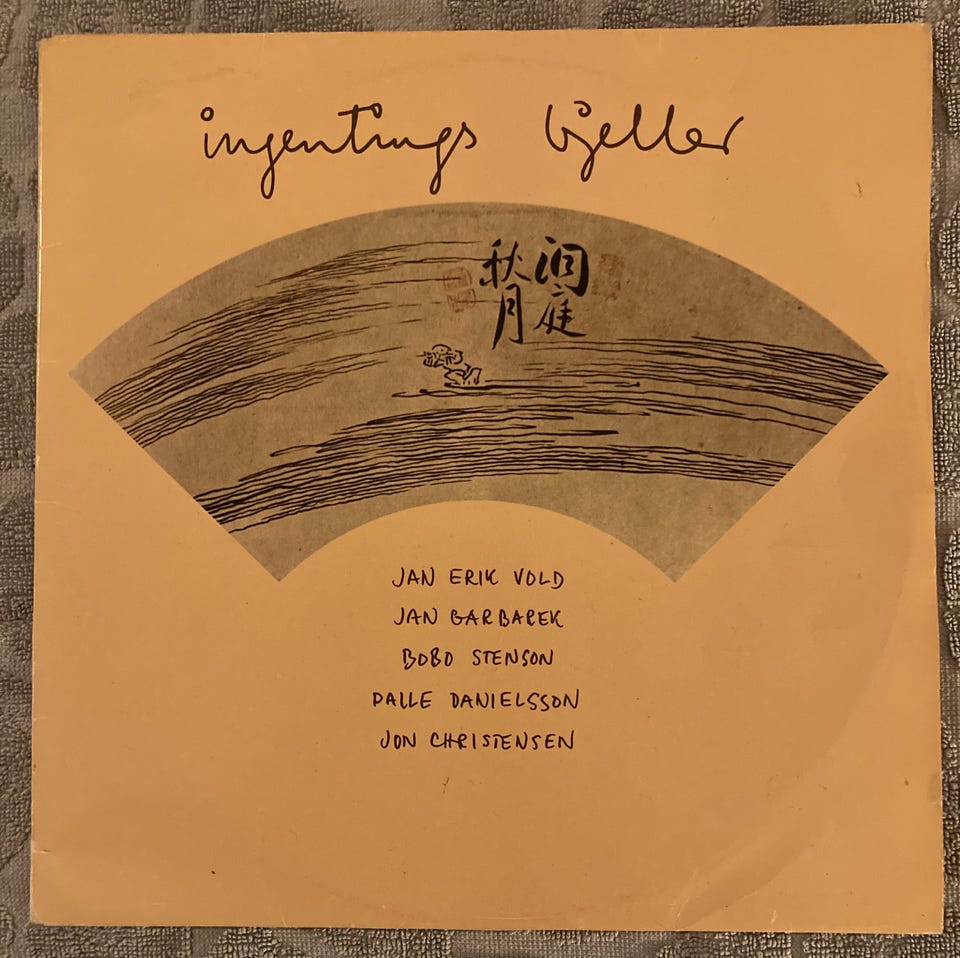 ingentings bjeller
洞庭
秋月
JAN ERIK VOLD
JAN GARBAREK
BOBO STENSON
PALLE DANIELSSON
JON CHRISTENSEN